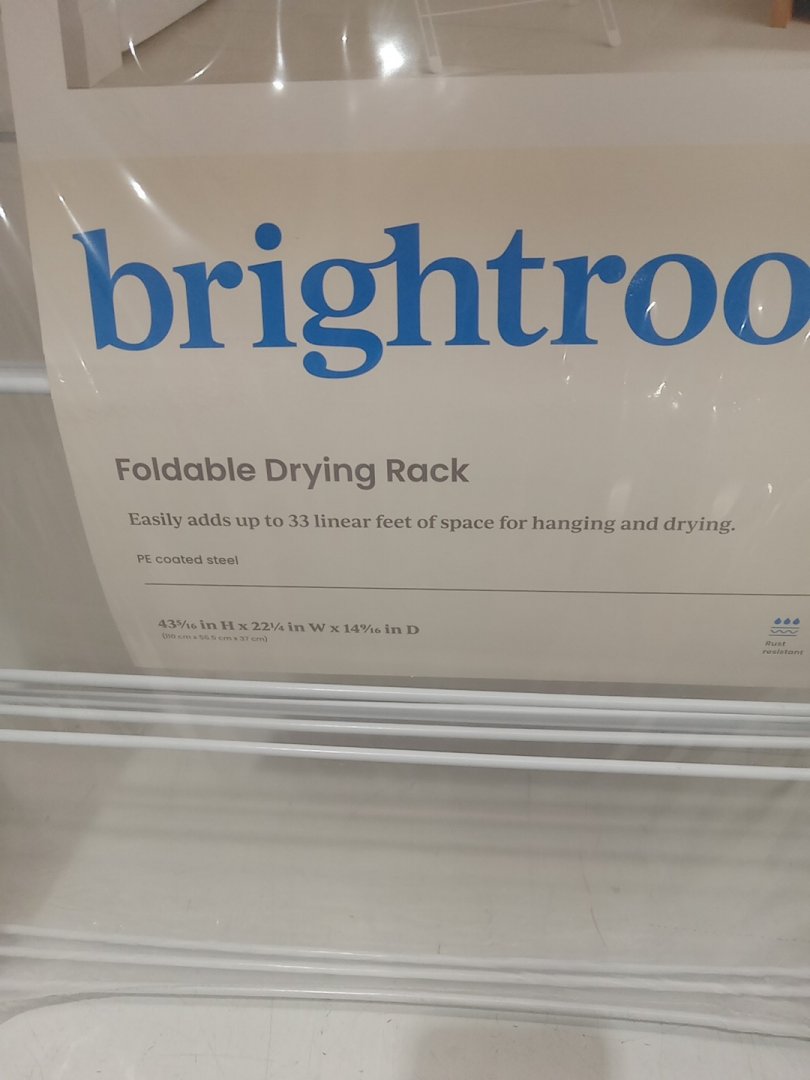 brightroo
Foldable Drying Rack
Easily adds up to 33 linear feet of space for hanging and drying.
PE coated steel
43⁵⁄₁₆ in H x 22¼ in W x 14⁹⁄₁₆ in D
(110 cm x 56.5 cm x 37 cm)
Rust
resistant